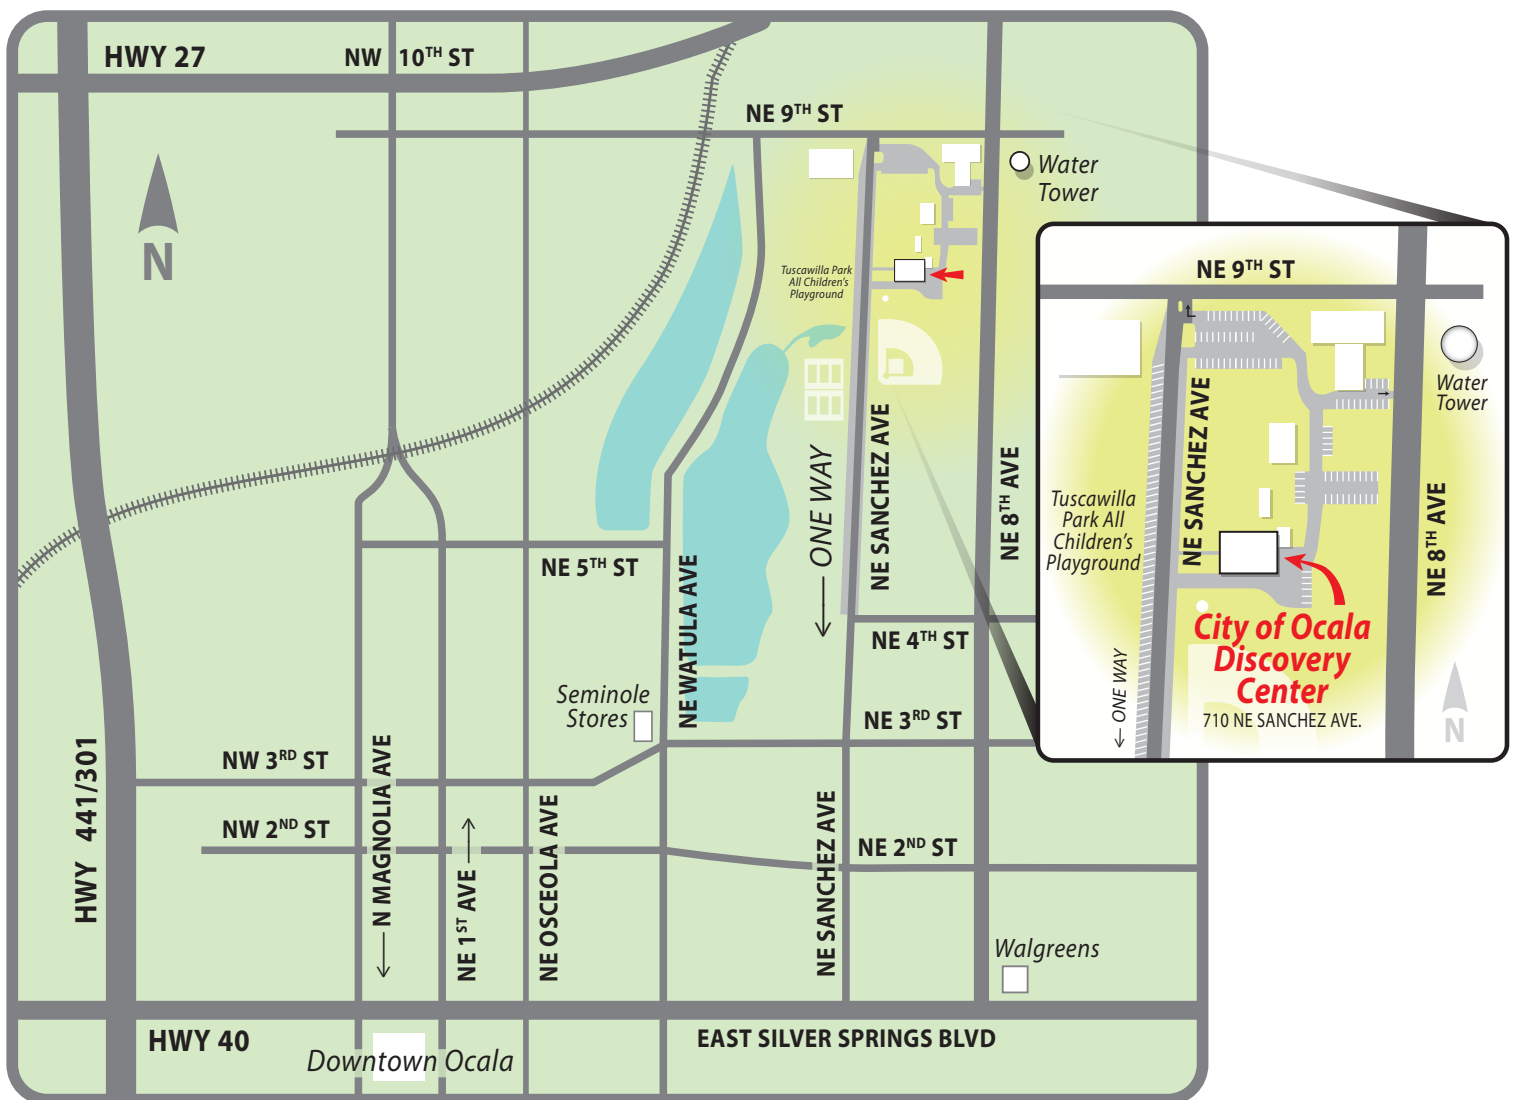 HWY 27
NW 10TH ST
NE 9TH ST
Water
Tower
N
Tuscawilla Park
All Children's
Playground
NE 9TH ST
Water
Tower
NE SANCHEZ AVE
NE 8TH AVE
Tuscawilla
Park All
Children's
Playground
City of Ocala
Discovery
Center
710 NE SANCHEZ AVE.
← ONE WAY
N
← ONE WAY
NE SANCHEZ AVE
NE 8TH AVE
NE 5TH ST
NE WATULA AVE
NE 4TH ST
Seminole
Stores
NE 3RD ST
NW 3RD ST
NW 2ND ST
NE 2ND ST
HWY 441/301
← N MAGNOLIA AVE
NE 1ST AVE →
NE OSCEOLA AVE
NE SANCHEZ AVE
Walgreens
HWY 40
EAST SILVER SPRINGS BLVD
Downtown Ocala